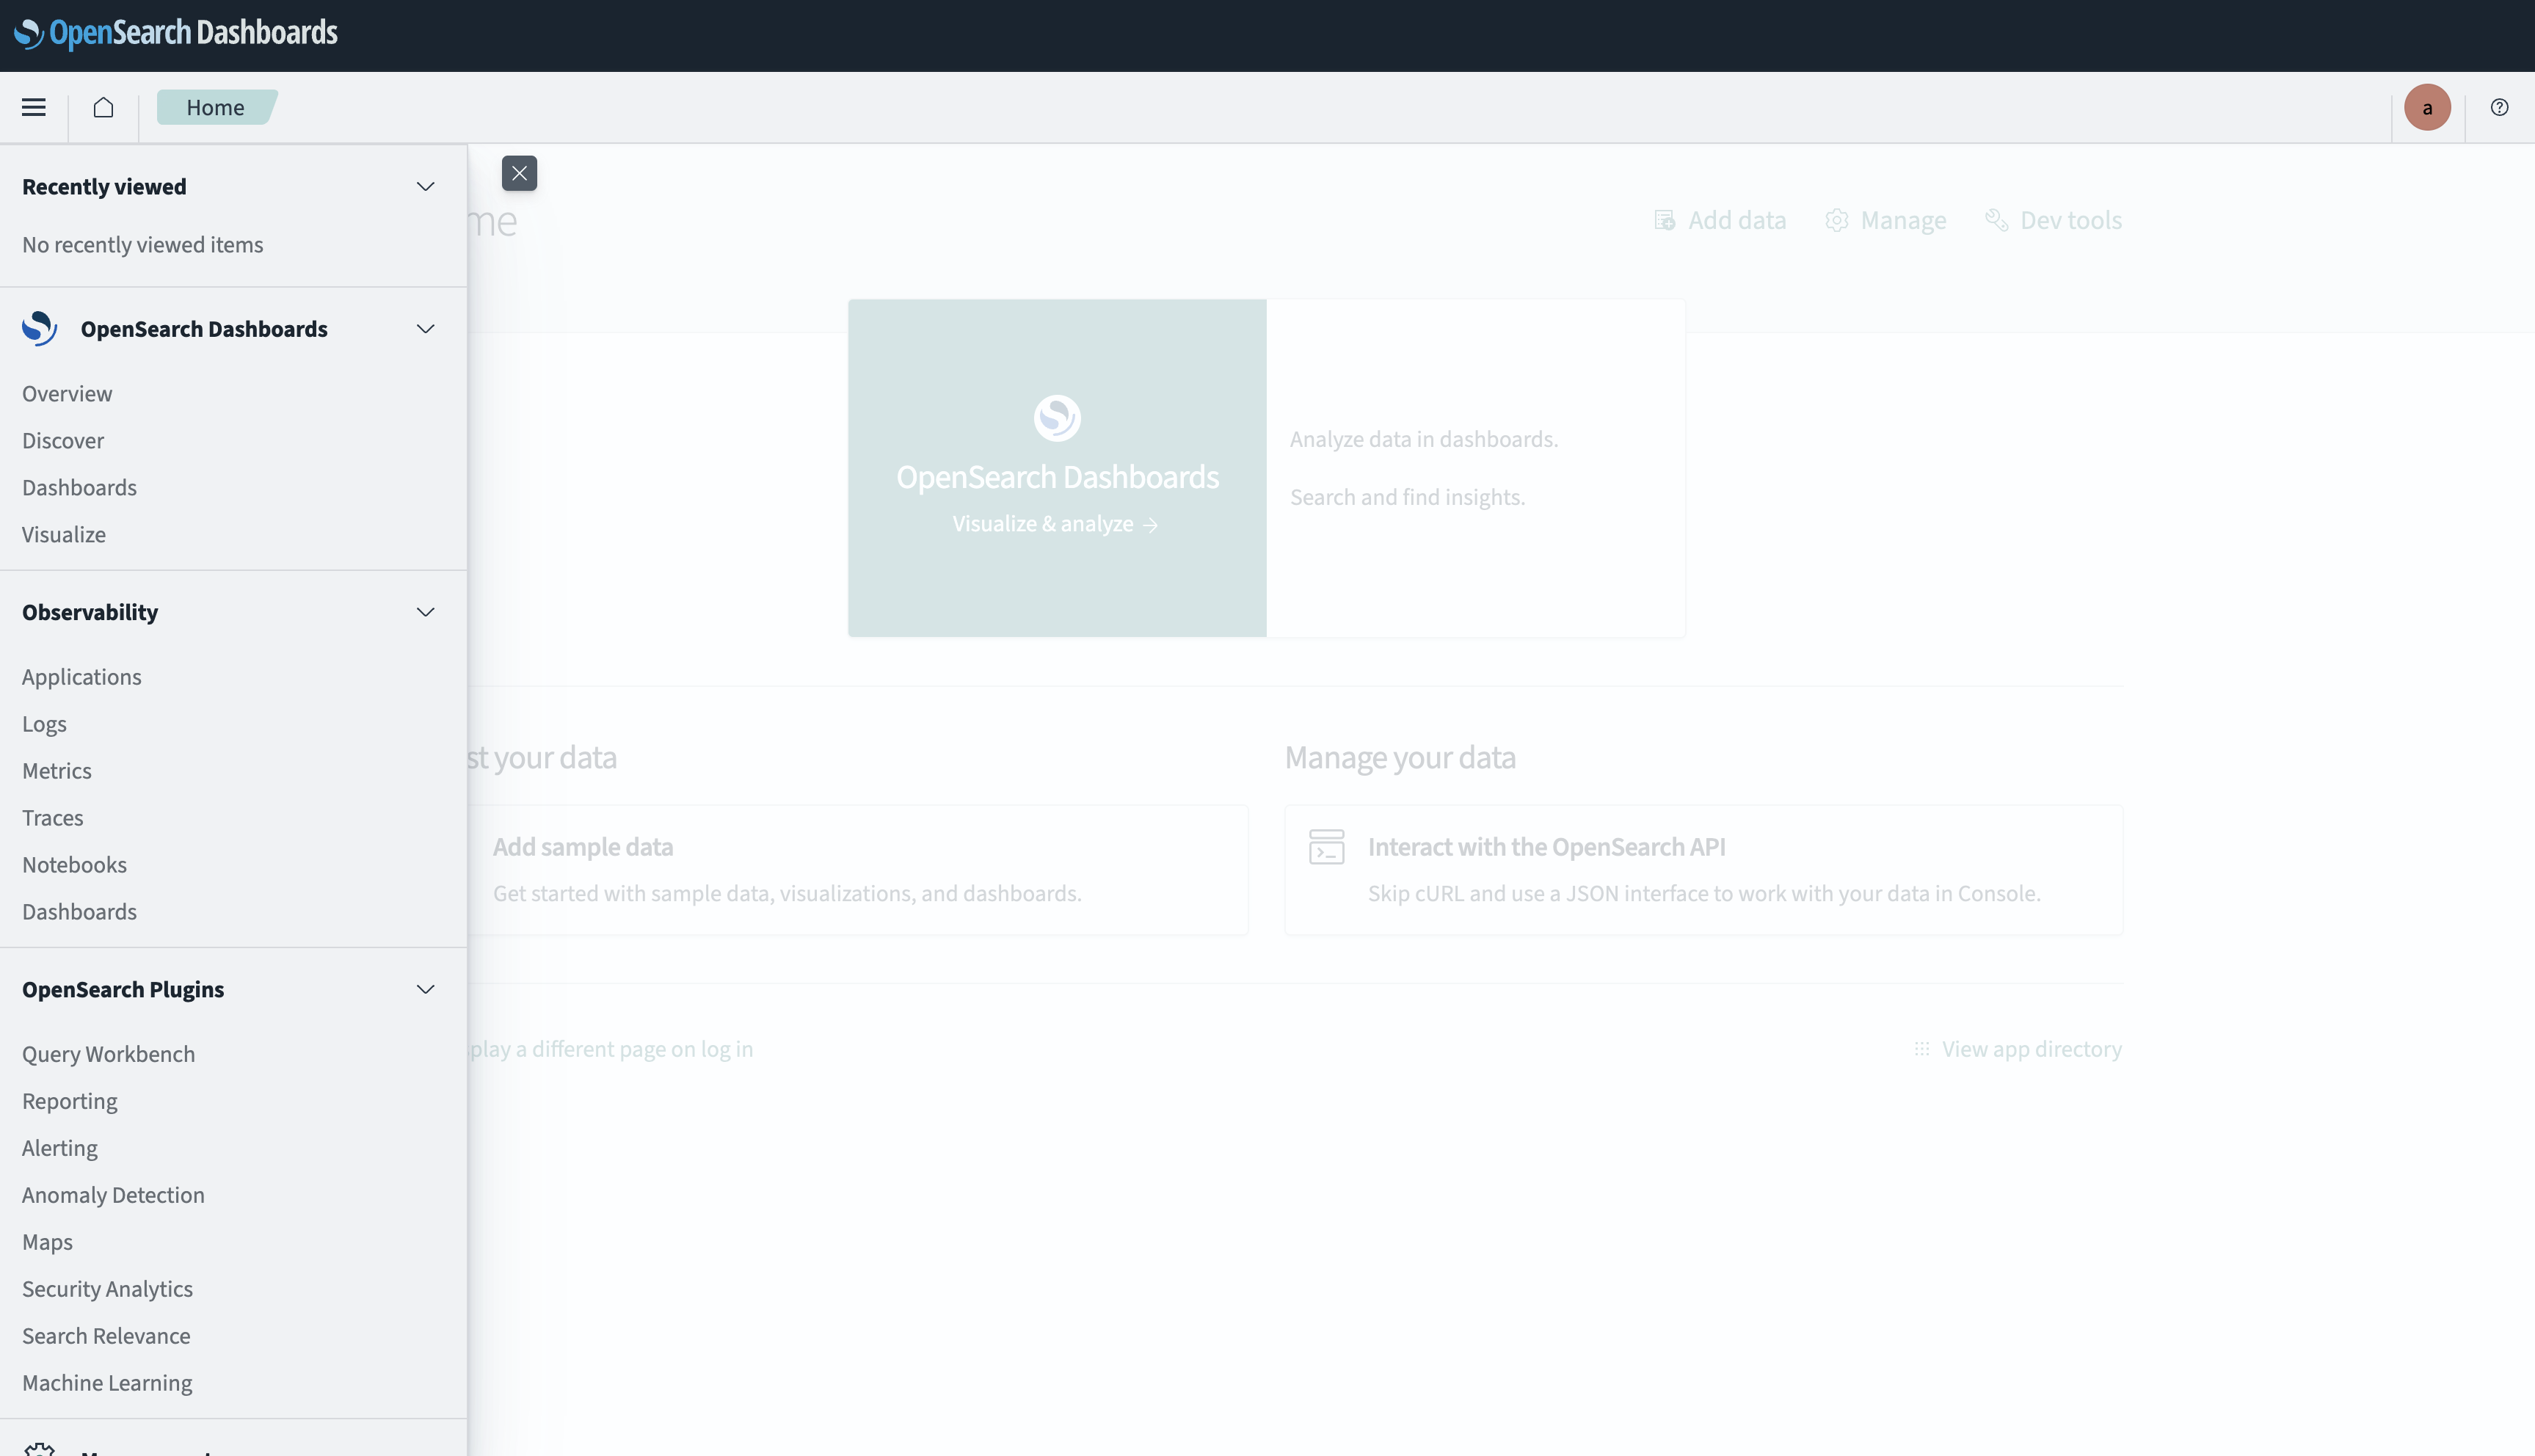 OpenSearch Dashboards
Home
a
Recently viewed
No recently viewed items
OpenSearch Dashboards
Overview
Discover
Dashboards
Visualize
Observability
Applications
Logs
Metrics
Traces
Notebooks
Dashboards
OpenSearch Plugins
Query Workbench
Reporting
Alerting
Anomaly Detection
Maps
Security Analytics
Search Relevance
Machine Learning
me
Add data
Manage
Dev tools
OpenSearch Dashboards
Visualize & analyze →
Analyze data in dashboards.
Search and find insights.
st your data
Add sample data
Get started with sample data, visualizations, and dashboards.
Manage your data
Interact with the OpenSearch API
Skip cURL and use a JSON interface to work with your data in Console.
play a different page on log in
View app directory